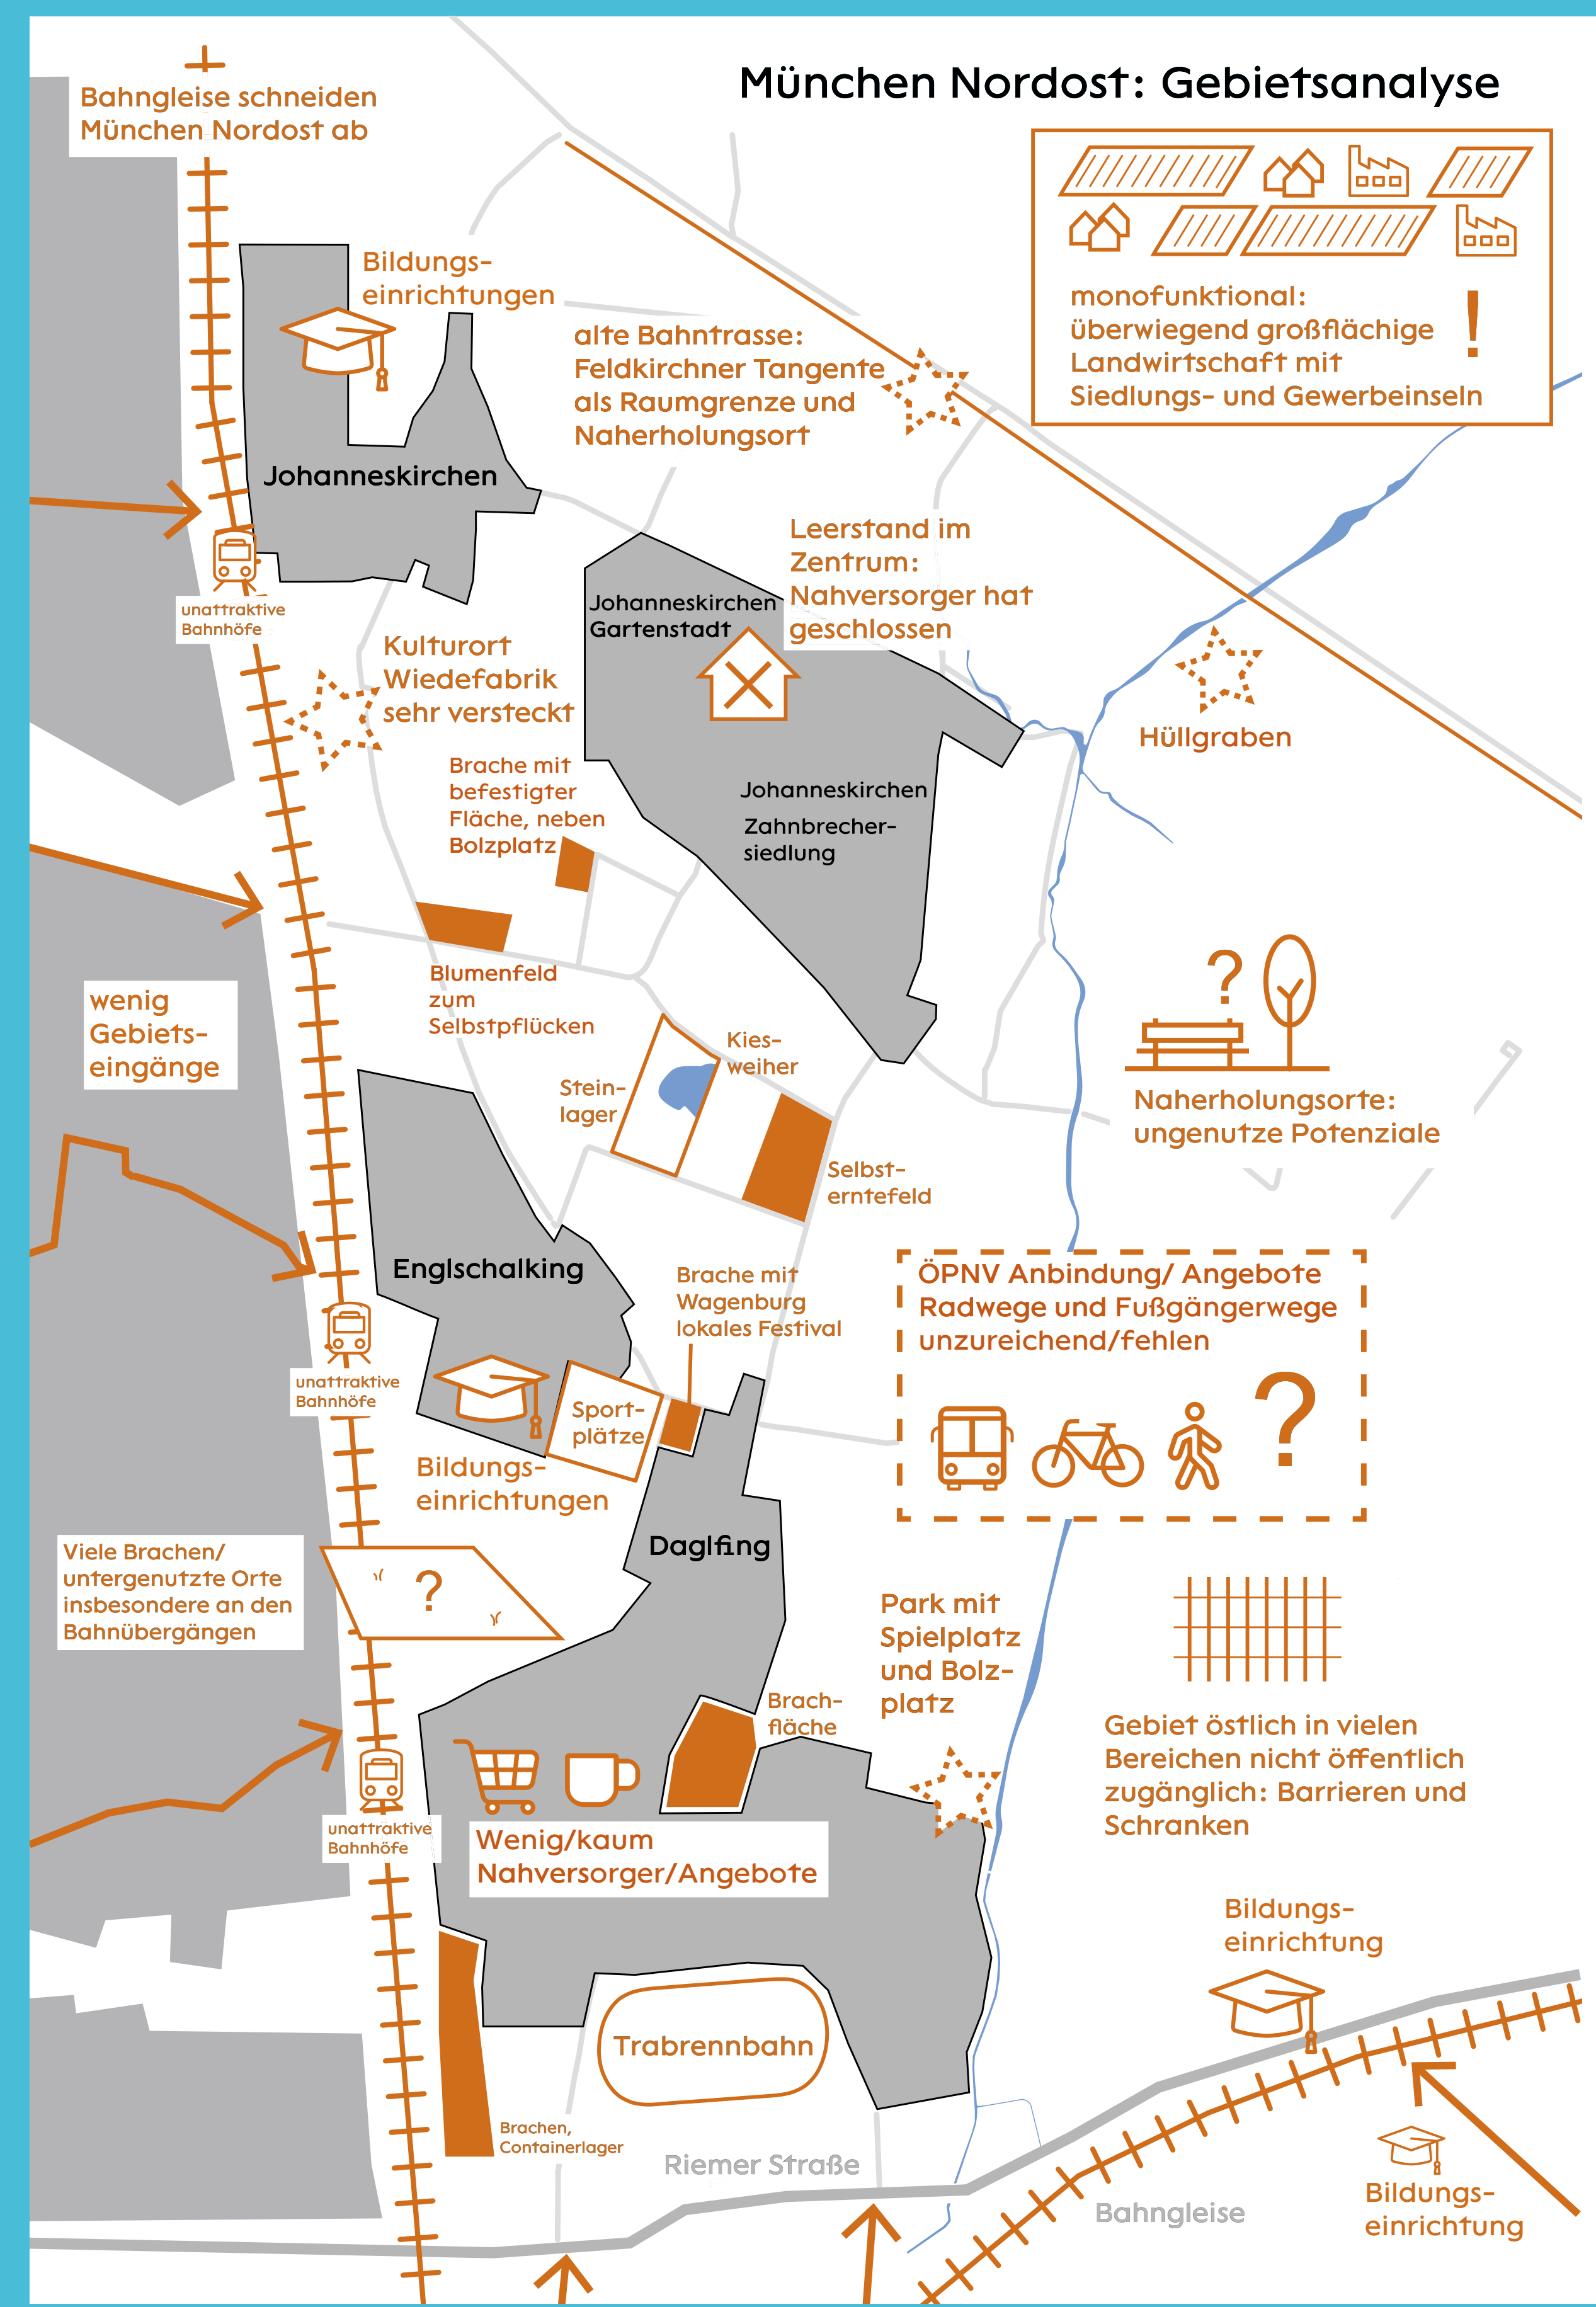 München Nordost: Gebietsanalyse
Bahngleise schneiden
München Nordost ab
monofunktional:
überwiegend großflächige
Landwirtschaft mit
Siedlungs- und Gewerbeinseln
!
Bildungs-
einrichtungen
alte Bahntrasse:
Feldkirchner Tangente
als Raumgrenze und
Naherholungsort
Johanneskirchen
Leerstand im
Zentrum:
Nahversorger hat
geschlossen
Johanneskirchen
Gartenstadt
unattraktive
Bahnhöfe
Kulturort
Wiedefabrik
sehr versteckt
Hüllgraben
Brache mit
befestigter
Fläche, neben
Bolzplatz
Johanneskirchen
Zahnbrecher-
siedlung
Blumenfeld
zum
Selbstpflücken
wenig
Gebiets-
eingänge
Kies-
weiher
Stein-
lager
?
Naherholungsorte:
ungenutze Potenziale
Selbst-
erntefeld
Englschalking
Brache mit
Wagenburg
lokales Festival
ÖPNV Anbindung/ Angebote
Radwege und Fußgängerwege
unzureichend/fehlen
?
unattraktive
Bahnhöfe
Sport-
plätze
Bildungs-
einrichtungen
Daglfing
Viele Brachen/
untergenutzte Orte
insbesondere an den
Bahnübergängen
?
Park mit
Spielplatz
und Bolz-
platz
Brach-
fläche
Gebiet östlich in vielen
Bereichen nicht öffentlich
zugänglich: Barrieren und
Schranken
unattraktive
Bahnhöfe
Wenig/kaum
Nahversorger/Angebote
Bildungs-
einrichtung
Trabrennbahn
Brachen,
Containerlager
Riemer Straße
Bahngleise
Bildungs-
einrichtung